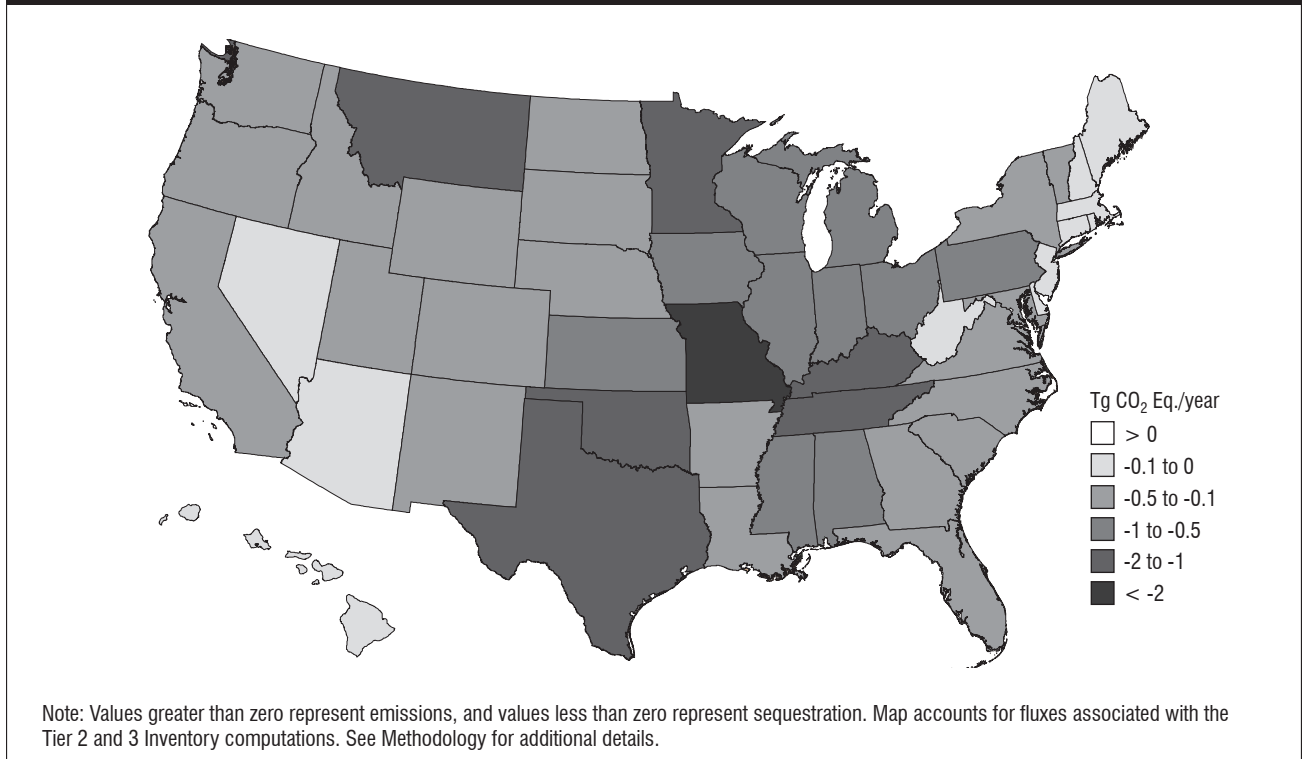 Tg CO₂ Eq./year
> 0
-0.1 to 0
-0.5 to -0.1
-1 to -0.5
-2 to -1
< -2
Note: Values greater than zero represent emissions, and values less than zero represent sequestration. Map accounts for fluxes associated with the
Tier 2 and 3 Inventory computations. See Methodology for additional details.